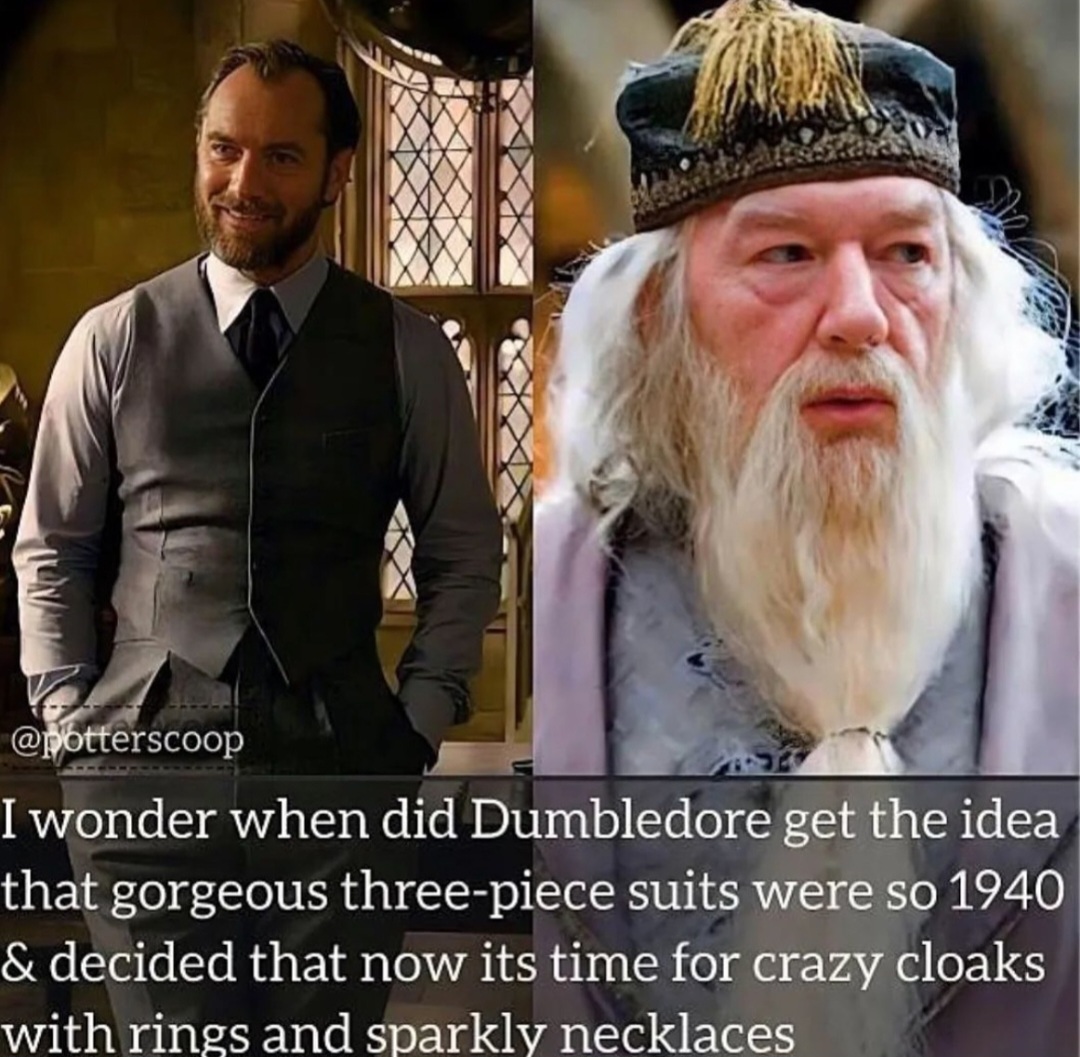 @potterscoop
I wonder when did Dumbledore get the idea
that gorgeous three-piece suits were so 1940
& decided that now its time for crazy cloaks
with rings and sparkly necklaces